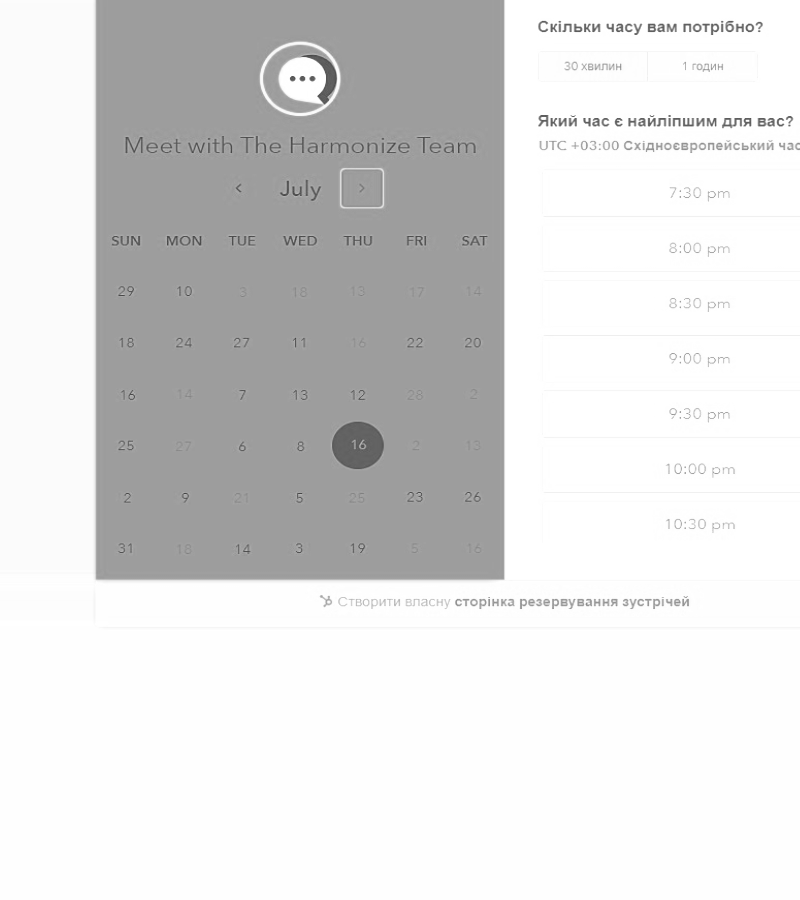 Meet with The Harmonize Team
July
SUN MON TUE WED THU FRI SAT
29 10 3 18 13 17 14
18 24 27 11 16 22 20
16 14 7 13 12 28 2
25 27 6 8 16 2 13
2 9 21 5 25 23 26
31 18 14 3 19 5 16
Скільки часу вам потрібно?
30 хвилин 1 годин
Який час є найліпшим для вас?
UTC +03:00 Східноєвропейський час
7:30 pm
8:00 pm
8:30 pm
9:00 pm
9:30 pm
10:00 pm
10:30 pm
Створити власну сторінка резервування зустрічей